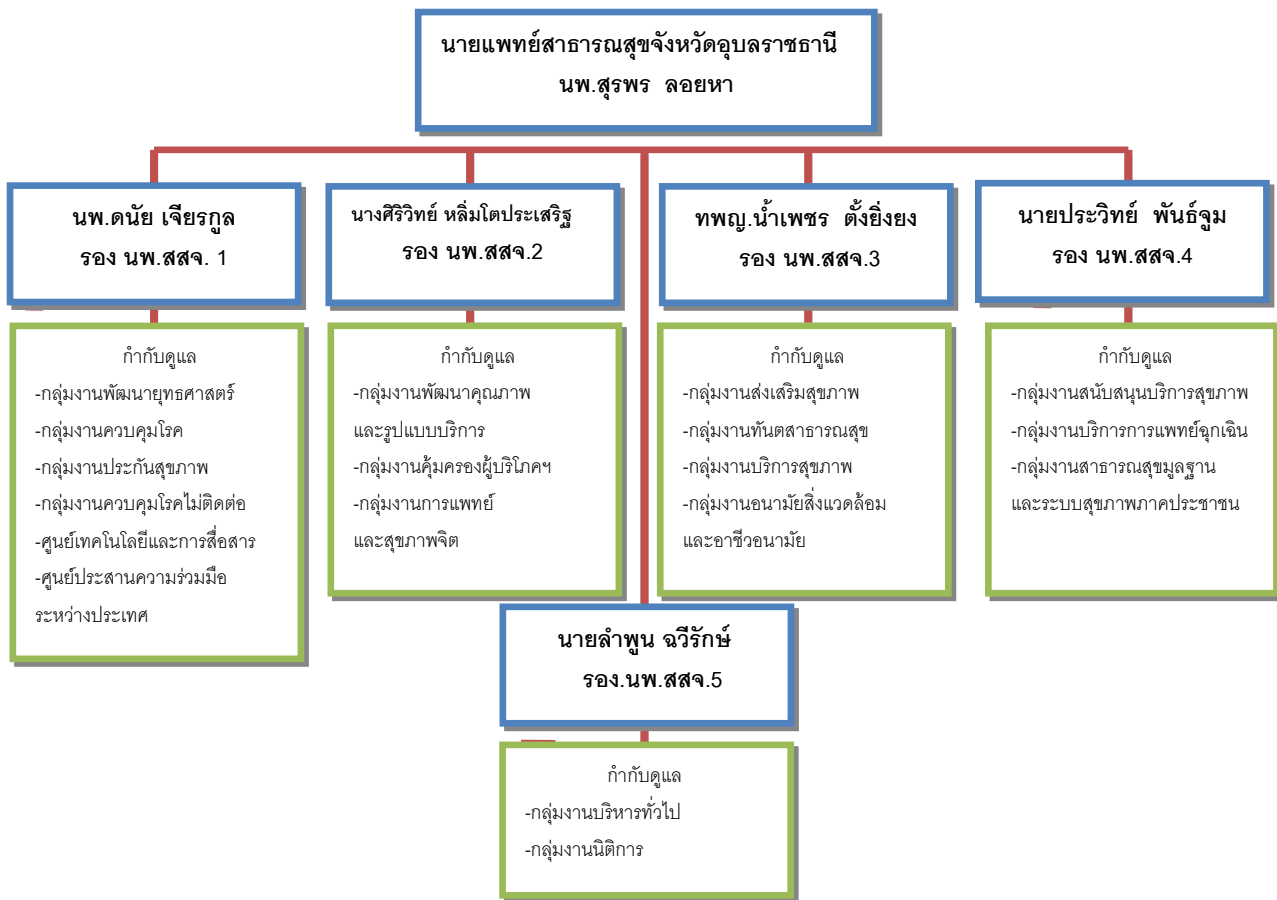 นายแพทย์สาธารณสุขจังหวัดอุบลราชธานี
นพ.สุรพร  ลอยหา
นพ.ดนัย เจียรกูล
รอง นพ.สสจ. 1
นางศิริวิทย์ หลิ่มโตประเสริฐ
รอง นพ.สสจ.2
ทพญ.น้ำเพชร  ตั้งยิ่งยง
รอง นพ.สสจ.3
นายประวิทย์  พันธ์จูม
รอง นพ.สสจ.4
กำกับดูแล
-กลุ่มงานพัฒนายุทธศาสตร์
-กลุ่มงานควบคุมโรค
-กลุ่มงานประกันสุขภาพ
-กลุ่มงานควบคุมโรคไม่ติดต่อ
-ศูนย์เทคโนโลยีและการสื่อสาร
-ศูนย์ประสานความร่วมมือ
ระหว่างประเทศ
กำกับดูแล
-กลุ่มงานพัฒนาคุณภาพ
และรูปแบบบริการ
-กลุ่มงานคุ้มครองผู้บริโภคฯ
-กลุ่มงานการแพทย์
และสุขภาพจิต
กำกับดูแล
-กลุ่มงานส่งเสริมสุขภาพ
-กลุ่มงานทันตสาธารณสุข
-กลุ่มงานบริการสุขภาพ
-กลุ่มงานอนามัยสิ่งแวดล้อม
และอาชีวอนามัย
กำกับดูแล
-กลุ่มงานสนับสนุนบริการสุขภาพ
-กลุ่มงานบริการการแพทย์ฉุกเฉิน
-กลุ่มงานสาธารณสุขมูลฐาน
และระบบสุขภาพภาคประชาชน
นายลำพูน ฉวีรักษ์
รอง.นพ.สสจ.5
กำกับดูแล
-กลุ่มงานบริหารทั่วไป
-กลุ่มงานนิติการ